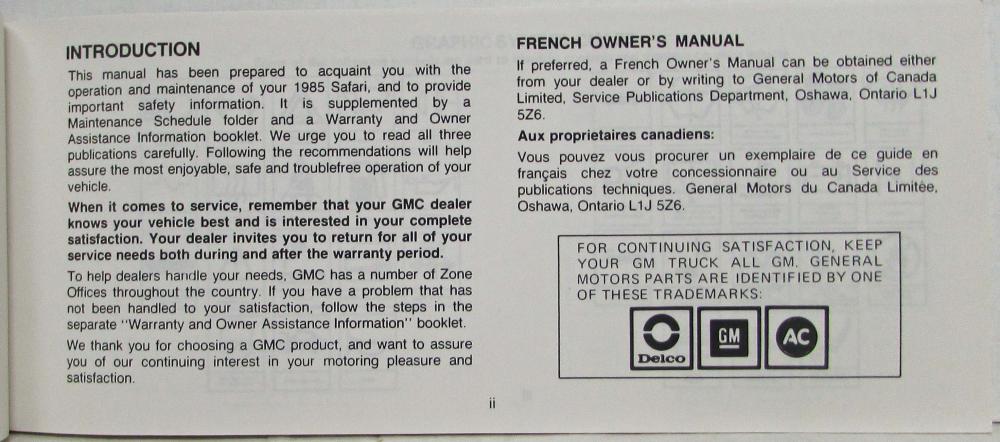 INTRODUCTION
This manual has been prepared to acquaint you with the
operation and maintenance of your 1985 Safari, and to provide
important safety information. It is supplemented by a
Maintenance Schedule folder and a Warranty and Owner
Assistance Information booklet. We urge you to read all three
publications carefully. Following the recommendations will help
assure the most enjoyable, safe and troublefree operation of your
vehicle.
When it comes to service, remember that your GMC dealer
knows your vehicle best and is interested in your complete
satisfaction. Your dealer invites you to return for all of your
service needs both during and after the warranty period.
To help dealers handle your needs, GMC has a number of Zone
Offices throughout the country. If you have a problem that has
not been handled to your satisfaction, follow the steps in the
separate "Warranty and Owner Assistance Information" booklet.
We thank you for choosing a GMC product, and want to assure
you of our continuing interest in your motoring pleasure and
satisfaction.
FRENCH OWNER'S MANUAL
If preferred, a French Owner's Manual can be obtained either
from your dealer or by writing to General Motors of Canada
Limited, Service Publications Department, Oshawa, Ontario L1J
5Z6.
Aux proprietaires canadiens:
Vous pouvez vous procurer un exemplaire de ce guide en
français chez votre concessionnaire ou au Service des
publications techniques. General Motors du Canada Limitée,
Oshawa, Ontario L1J 5Z6.
FOR CONTINUING SATISFACTION, KEEP
YOUR GM TRUCK ALL GM. GENERAL
MOTORS PARTS ARE IDENTIFIED BY ONE
OF THESE TRADEMARKS:
Delco
GM
AC
ii